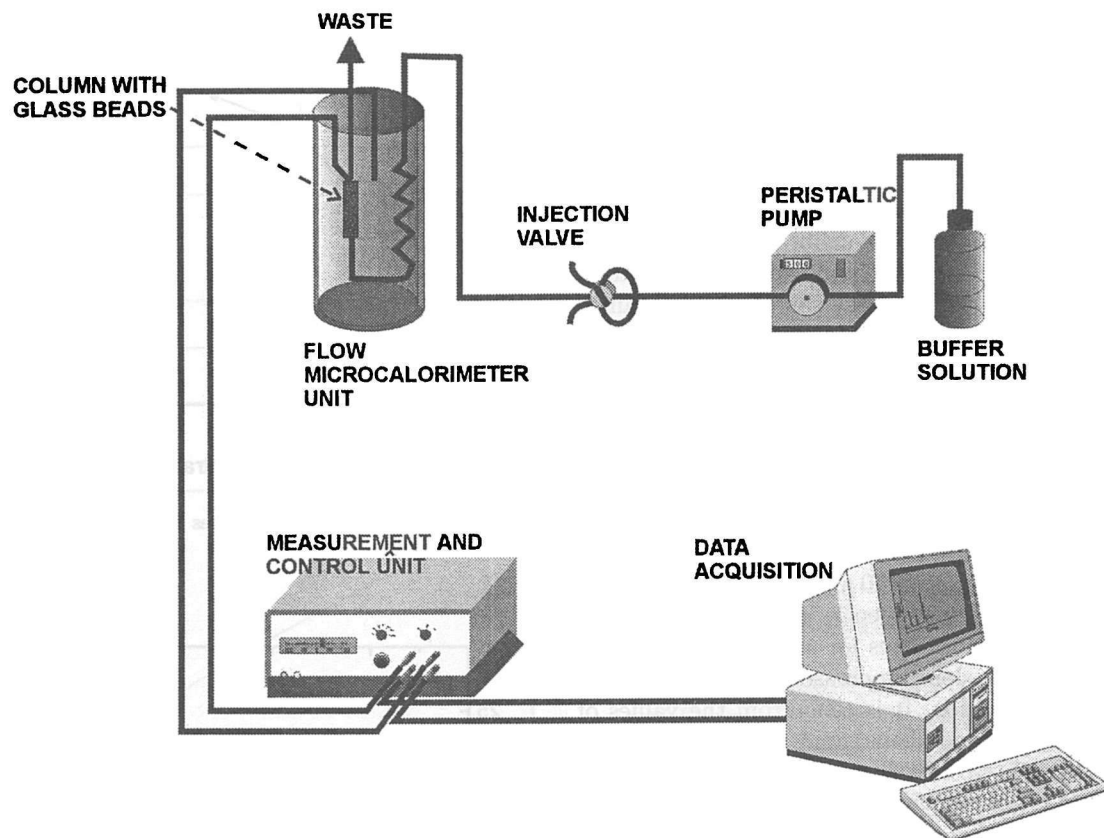 WASTE
COLUMN WITH
GLASS BEADS
INJECTION
VALVE
PERISTALTIC
PUMP
BUFFER
SOLUTION
FLOW
MICROCALORIMETER
UNIT
MEASUREMENT AND
CONTROL UNIT
DATA
ACQUISITION